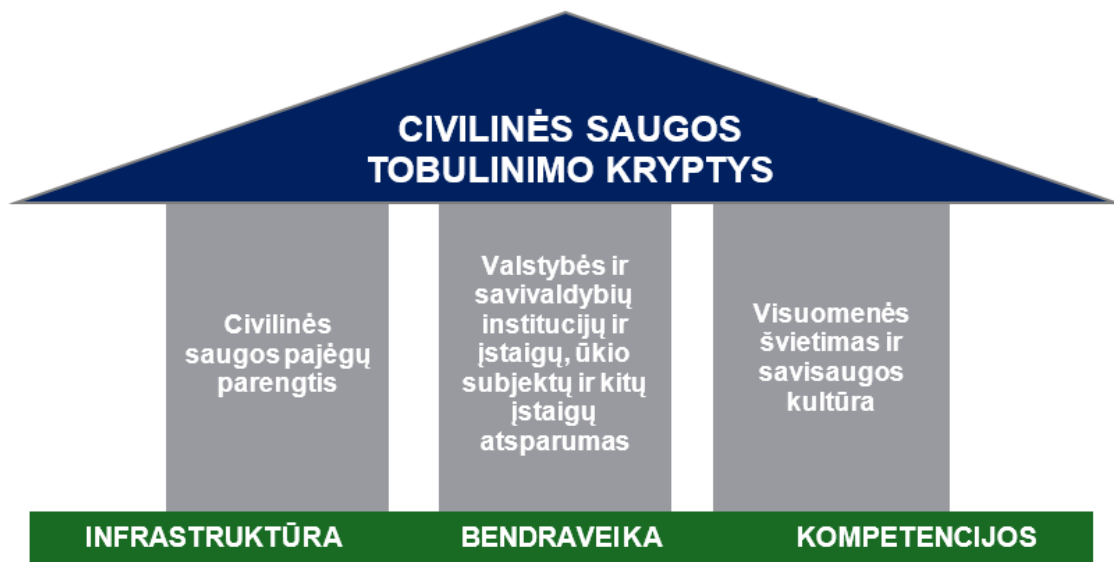 CIVILINĖS SAUGOS
TOBULINIMO KRYPTYS
Civilinės
saugos pajėgų
parengtis
Valstybės ir
savivaldybių
institucijų ir
įstaigų, ūkio
subjektų ir kitų
įstaigų
atsparumas
Visuomenės
švietimas ir
savisaugos
kultūra
INFRASTRUKTŪRA
BENDRAVEIKA
KOMPETENCIJOS